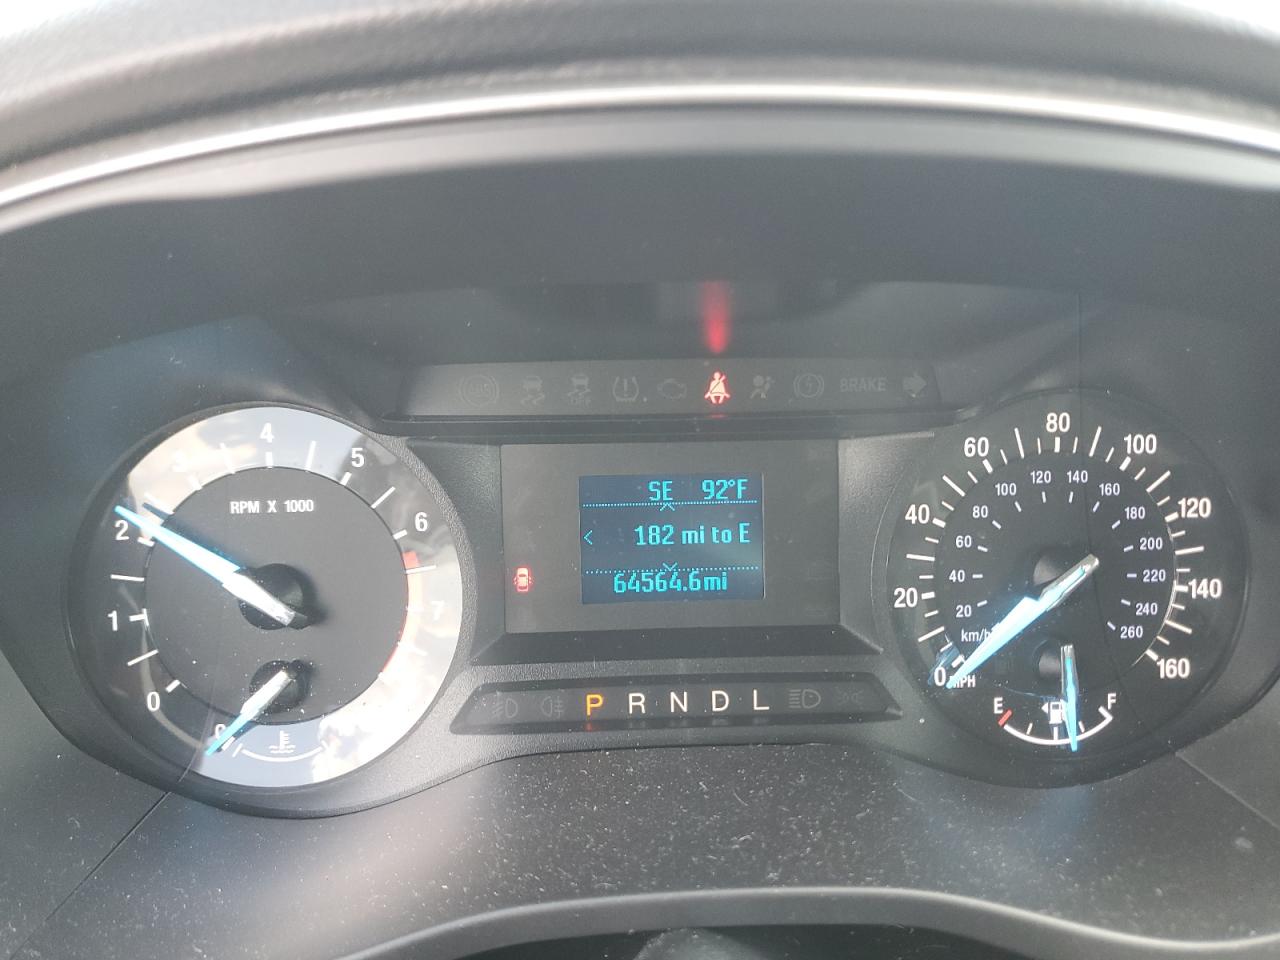 BRAKE
0 1 2 3 4 5 6 7
RPM X 1000
SE 92°F
< 182 mi to E
64564.6mi
P R N D L
0 20 40 60 80 100 120 140 160
MPH
20 40 60 80 100 120 140 160 180 200 220 240 260
km/h
E F